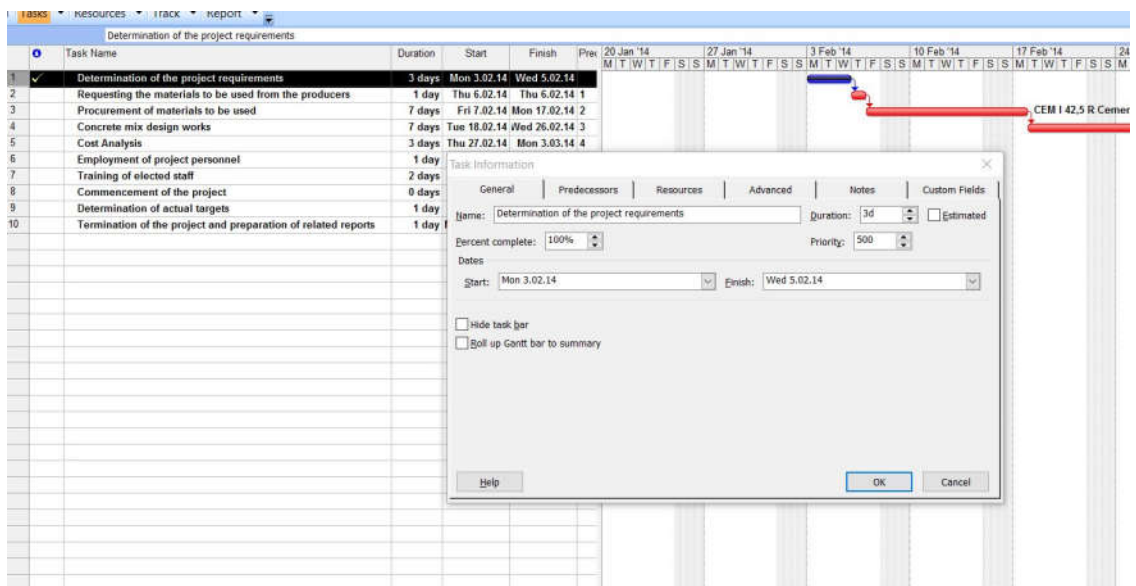 Tasks Resources Track Report
Determination of the project requirements
Task Name Duration Start Finish Prec 20 Jan '14 27 Jan '14 3 Feb '14 10 Feb '14 17 Feb '14 24
M T W T F S S M T W T F S S M T W T F S S M T W T F S S M T W T F S S M
1 Determination of the project requirements 3 days Mon 3.02.14 Wed 5.02.14
2 Requesting the materials to be used from the producers 1 day Thu 6.02.14 Thu 6.02.14 1
3 Procurement of materials to be used 7 days Fri 7.02.14 Mon 17.02.14 2 CEM I 42,5 R Cemer
4 Concrete mix design works 7 days Tue 18.02.14 Wed 26.02.14 3
5 Cost Analysis 3 days Thu 27.02.14 Mon 3.03.14 4
6 Employment of project personnel 1 day
7 Training of elected staff 2 days
8 Commencement of the project 0 days
9 Determination of actual targets 1 day
10 Termination of the project and preparation of related reports 1 day
Task Information
General Predecessors Resources Advanced Notes Custom Fields
Name: Determination of the project requirements Duration: 3d Estimated
Percent complete: 100% Priority: 500
Dates
Start: Mon 3.02.14 Finish: Wed 5.02.14
Hide task bar
Roll up Gantt bar to summary
Help OK Cancel